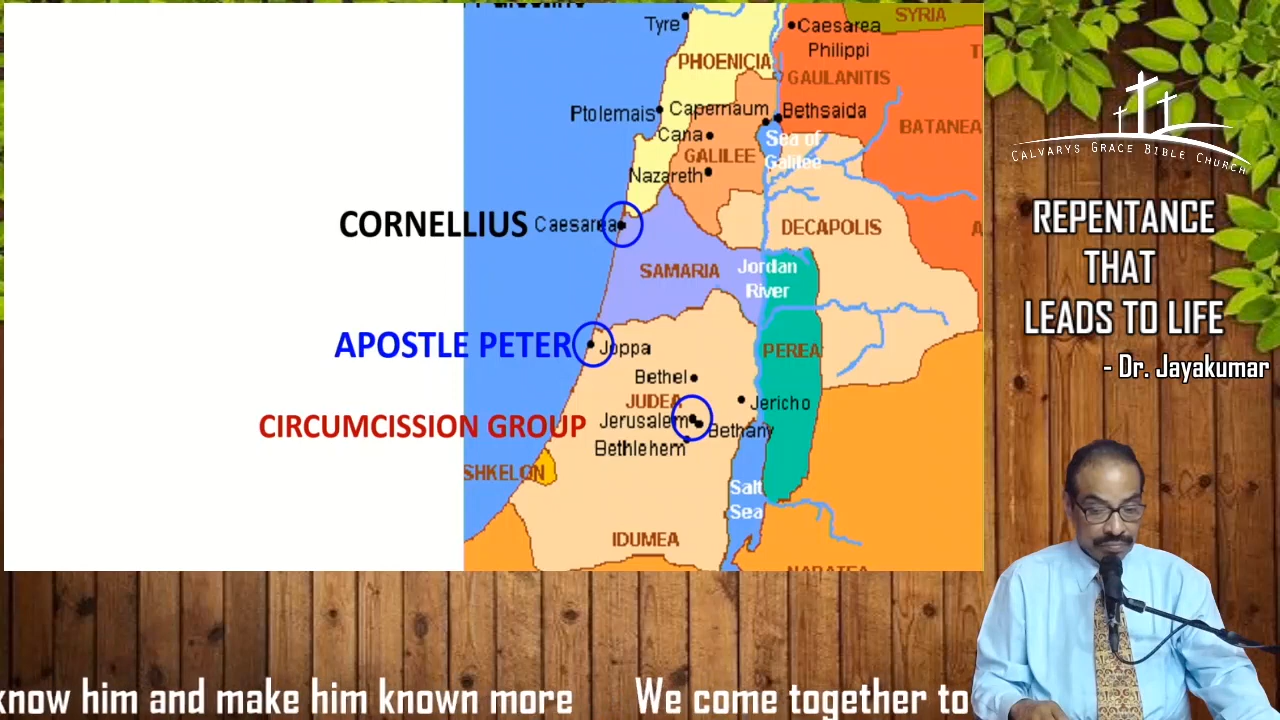 Tyre
Caesarea
Philippi
SYRIA
PHOENICIA
GAULANITIS
Ptolemais
Capernaum
Bethsaida
BATANEA
Cana
Sea of
Galilee
GALILEE
Nazareth
CORNELLIUS
Caesarea
DECAPOLIS
SAMARIA
Jordan
River
APOSTLE PETER
Joppa
PEREA
Bethel
JUDEA
Jericho
CIRCUMCISSION GROUP
Jerusalem
Bethany
Bethlehem
SHKELON
Salt
Sea
IDUMEA
CALVARYS GRACE BIBLE CHURCH
REPENTANCE
THAT
LEADS TO LIFE
- Dr. Jayakumar
know him and make him known more We come together to